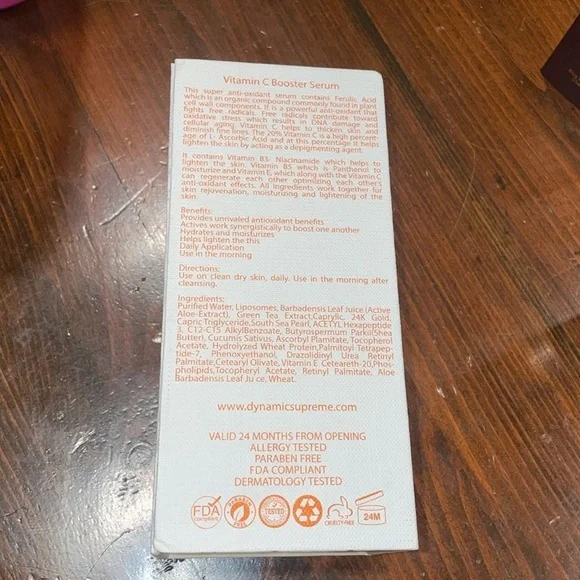 Vitamin C Booster Serum
This super anti-oxidant serum contains Ferulic Acid
which is an organic compound commonly found in plant
cell wall components. It is a powerful anti-oxidant that
fights free radicals. Free radicals contribute toward
oxidative stress which results in DNA damage and
cellular aging. Vitamin C helps to thicken skin and
diminish fine lines. The 20% Vitamin C is a high percent-
age of L- Ascorbic Acid and at this percentage it helps
lighten the skin by acting as a depigmenting agent.
It contains Vitamin B3- Niacinamide which helps to
lighten the skin. Vitamin B5 which is Panthenol to
moisturize and Vitamin E, which along with the Vitamin C
can regenerate each other optimizing each other's
anti-oxidant effects. All Ingredients work together for
skin rejuvenation, moisturizing and lightening of the
skin.
Benefits:
Provides unrivaled antioxidant benefits
Actives work synergistically to boost one another
Hydrates and moisturizes
Helps lighten the this
Daily Application
Use in the morning
Directions:
Use on clean dry skin, daily. Use in the morning after
cleansing.
Ingredients:
Purified Water, Liposomes, Barbadensis Leaf Juice (Active
Aloe-Extract), Green Tea Extract,Caprylic, 24K Gold,
Capric Triglyceride,South Sea Pearl, ACETYL Hexapeptide
3, C12-C15 AlkylBenzoate, Butyrospermum Parkii(Shea
Butter), Cucumis Sativus, Ascorbyl Plamitate, Tocopherol
Acetate, Hydrolyzed Wheat Protein,Palmitoyl Tetrapep-
tide-7, Phenoxyethanol, Drazolidinyl Urea Retinyl
Palmitate,Cetearyl Olivate, Vitamin E Ceteareth-20,Phos-
pholipids,Tocopheryl Acetate, Retinyl Palmitate, Aloe
Barbadensis Leaf Ju ice, Wheat.
www.dynamicsupreme.com
VALID 24 MONTHS FROM OPENING
ALLERGY TESTED
PARABEN FREE
FDA COMPLIANT
DERMATOLOGY TESTED
FDA
compliant
PARABENS
FREE
TESTED
CRUELTY-FREE
24M